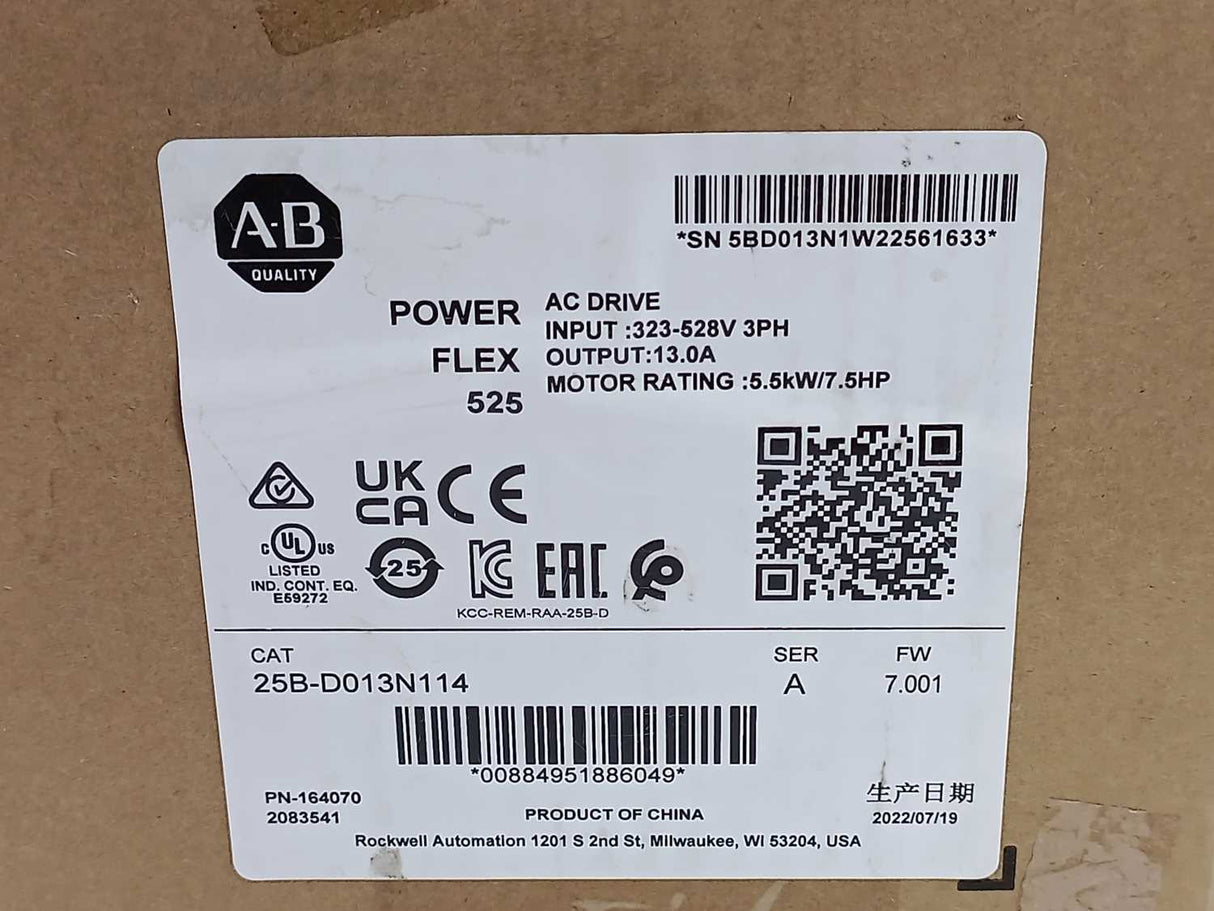 A-B
QUALITY
*SN 5BD013N1W22561633*
POWER
FLEX
525
AC DRIVE
INPUT :323-528V 3PH
OUTPUT:13.0A
MOTOR RATING :5.5kW/7.5HP
UK
CA
CE
C UL US
LISTED
IND. CONT. EQ.
E59272
25
KC
KCC-REM-RAA-25B-D
EAC
CAT
25B-D013N114
SER
A
FW
7.001
*00884951886049*
PN-164070
2083541
PRODUCT OF CHINA
生产日期
2022/07/19
Rockwell Automation 1201 S 2nd St, Milwaukee, WI 53204, USA